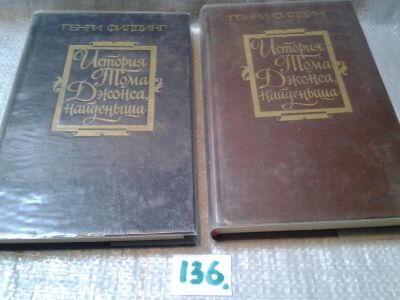 ГЕНРИ ФИЛДИНГ
История
Тома
Джонса,
найденыша
ГЕНРИ ФИЛДИНГ
История
Тома
Джонса,
найденыша
136.